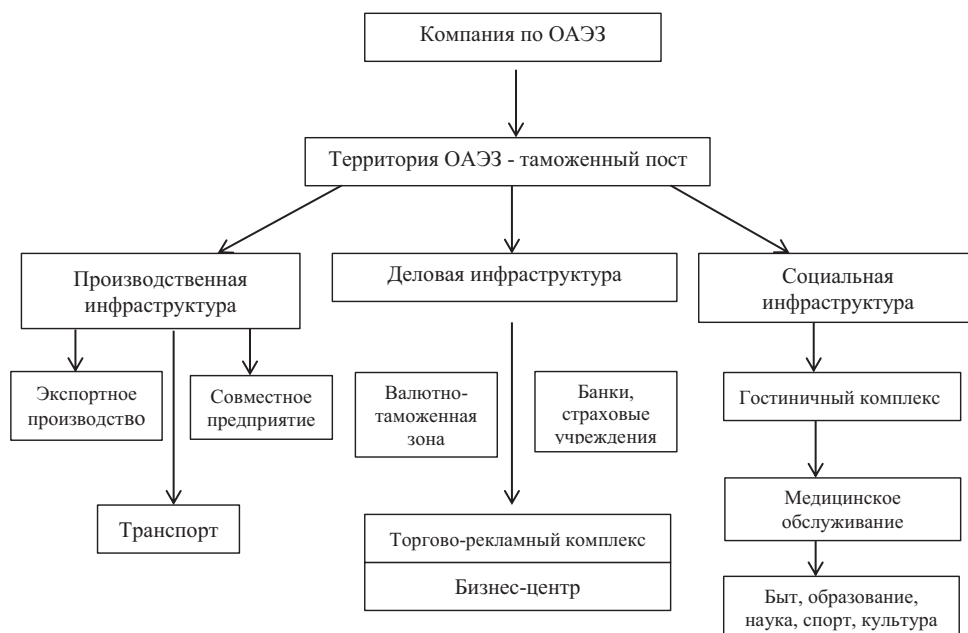 Компания по ОАЭЗ
Территория ОАЭЗ - таможенный пост
Производственная
инфраструктура
Деловая инфраструктура
Социальная
инфраструктура
Экспортное
производство
Совместное
предприятие
Валютно-
таможенная
зона
Банки,
страховые
учреждения
Гостиничный комплекс
Транспорт
Торгово-рекламный комплекс
Бизнес-центр
Медицинское
обслуживание
Быт, образование,
наука, спорт, культура